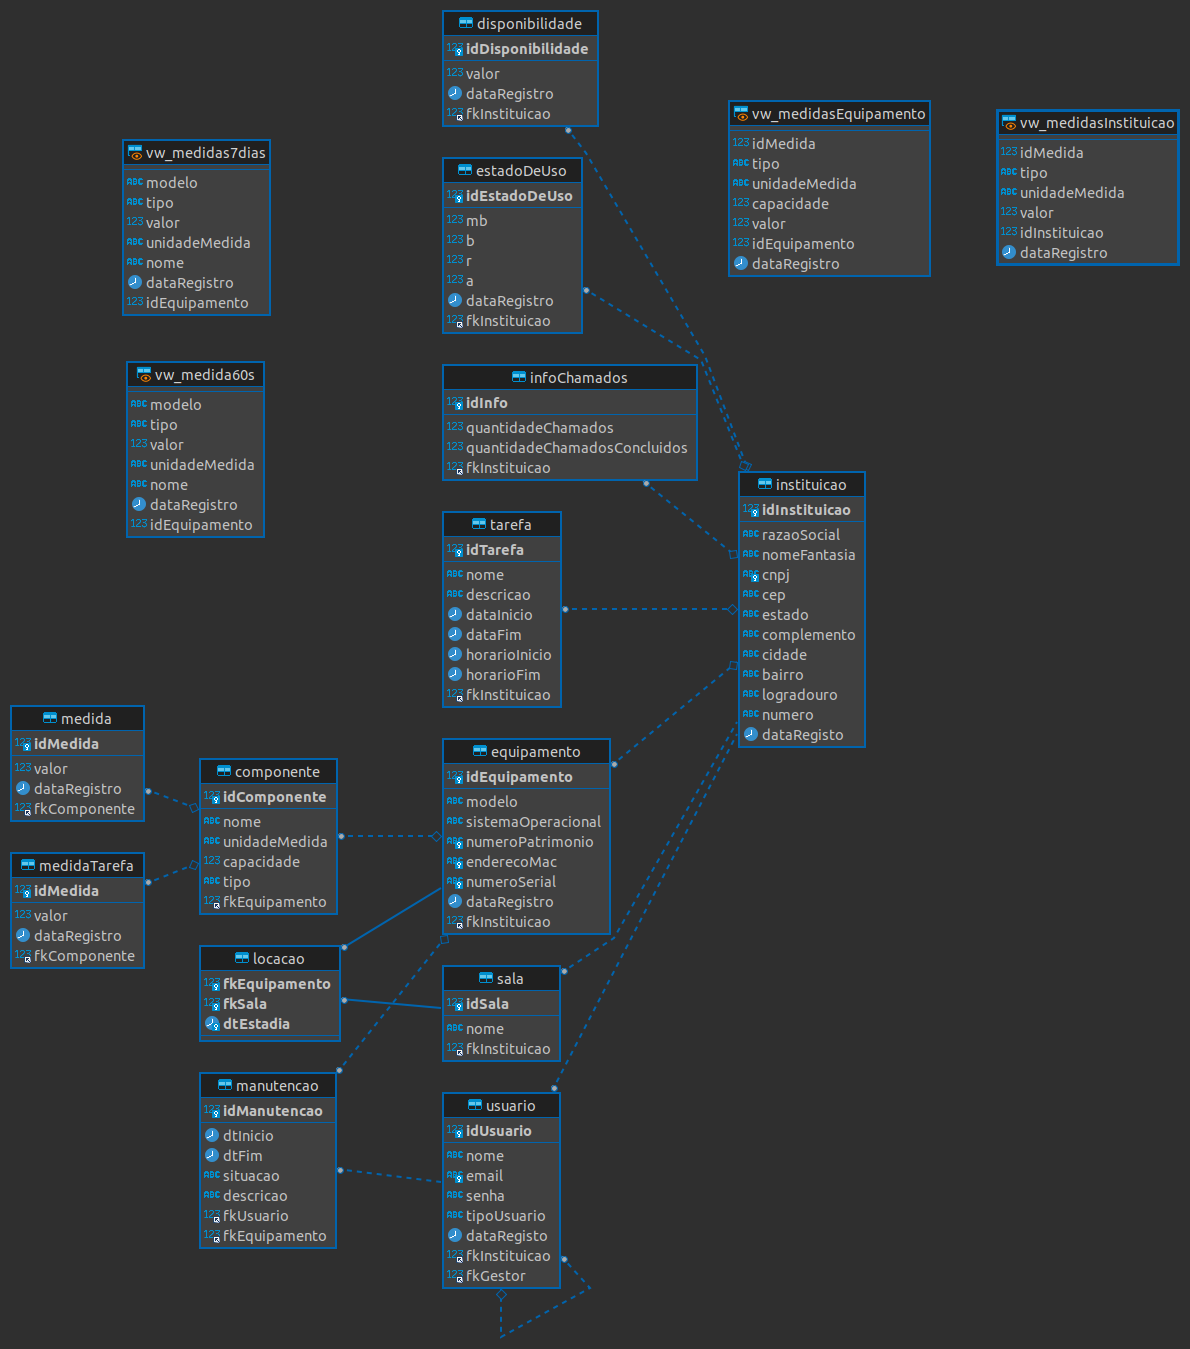 disponibilidade
123 idDisponibilidade
123 valor
dataRegistro
123 fkInstituicao
vw_medidasEquipamento
123 idMedida
ABC tipo
ABC unidadeMedida
123 capacidade
123 valor
123 idEquipamento
dataRegistro
vw_medidasInstituicao
123 idMedida
ABC tipo
ABC unidadeMedida
123 valor
123 idInstituicao
dataRegistro
vw_medidas7dias
ABC modelo
ABC tipo
123 valor
ABC unidadeMedida
ABC nome
dataRegistro
123 idEquipamento
estadoDeUso
123 idEstadoDeUso
123 mb
123 b
123 r
123 a
dataRegistro
123 fkInstituicao
vw_medida60s
ABC modelo
ABC tipo
123 valor
ABC unidadeMedida
ABC nome
dataRegistro
123 idEquipamento
infoChamados
123 idInfo
123 quantidadeChamados
123 quantidadeChamadosConcluidos
123 fkInstituicao
instituicao
123 idInstituicao
ABC razaoSocial
ABC nomeFantasia
ABC cnpj
ABC cep
ABC estado
ABC complemento
ABC cidade
ABC bairro
ABC logradouro
ABC numero
dataRegisto
tarefa
123 idTarefa
ABC nome
ABC descricao
dataInicio
dataFim
horarioInicio
horarioFim
123 fkInstituicao
medida
123 idMedida
123 valor
dataRegistro
123 fkComponente
componente
123 idComponente
ABC nome
ABC unidadeMedida
123 capacidade
ABC tipo
123 fkEquipamento
equipamento
123 idEquipamento
ABC modelo
ABC sistemaOperacional
ABC numeroPatrimonio
ABC enderecoMac
ABC numeroSerial
dataRegistro
123 fkInstituicao
medidaTarefa
123 idMedida
123 valor
dataRegistro
123 fkComponente
locacao
123 fkEquipamento
123 fkSala
dtEstadia
sala
123 idSala
ABC nome
123 fkInstituicao
manutencao
123 idManutencao
dtInicio
dtFim
ABC situacao
ABC descricao
123 fkUsuario
123 fkEquipamento
usuario
123 idUsuario
ABC nome
ABC email
ABC senha
ABC tipoUsuario
dataRegisto
123 fkInstituicao
123 fkGestor